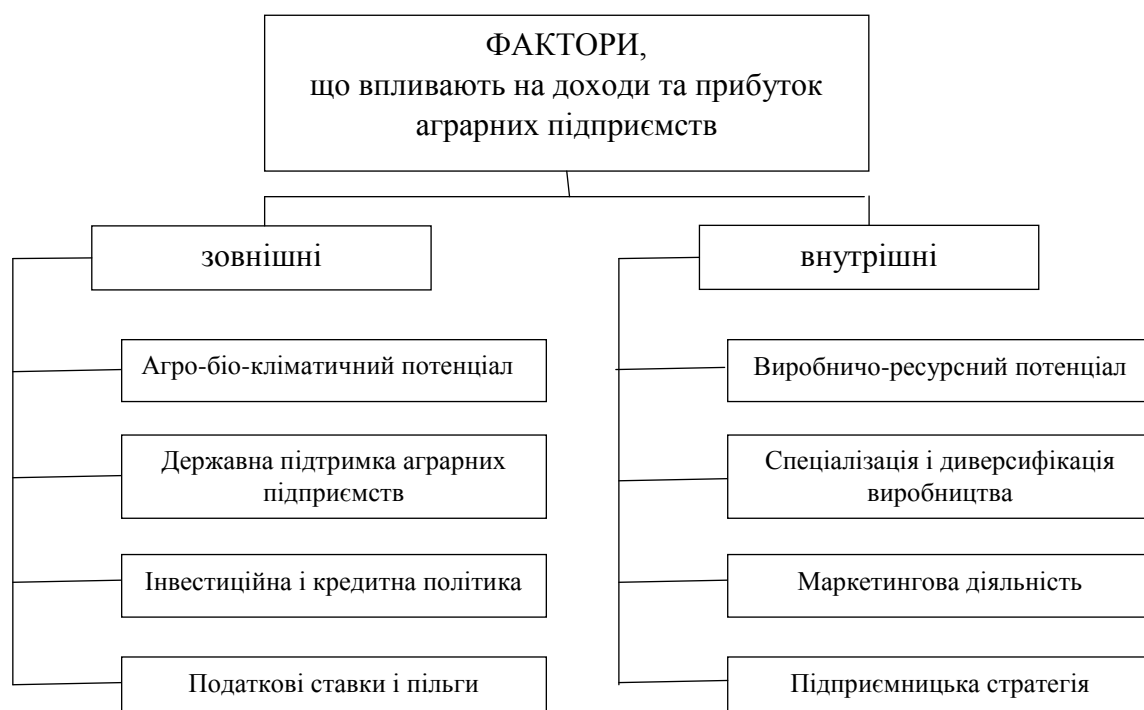 ФАКТОРИ,
що впливають на доходи та прибуток
аграрних підприємств
зовнішні
внутрішні
Агро-біо-кліматичний потенціал
Виробничо-ресурсний потенціал
Державна підтримка аграрних
підприємств
Спеціалізація і диверсифікація
виробництва
Інвестиційна і кредитна політика
Маркетингова діяльність
Податкові ставки і пільги
Підприємницька стратегія